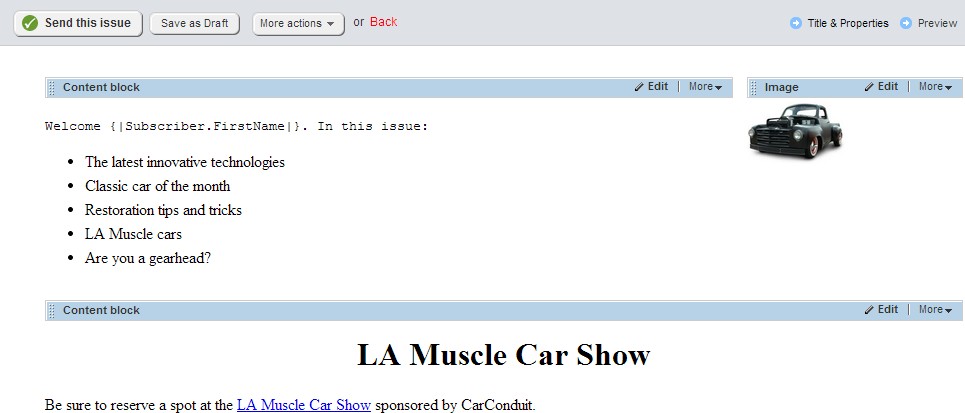 Send this issue Save as Draft More actions or Back Title & Properties Preview
Content block Edit | More
Image Edit | More
Welcome {|Subscriber.FirstName|}. In this issue:
• The latest innovative technologies
• Classic car of the month
• Restoration tips and tricks
• LA Muscle cars
• Are you a gearhead?
Content block Edit | More
LA Muscle Car Show
Be sure to reserve a spot at the LA Muscle Car Show sponsored by CarConduit.